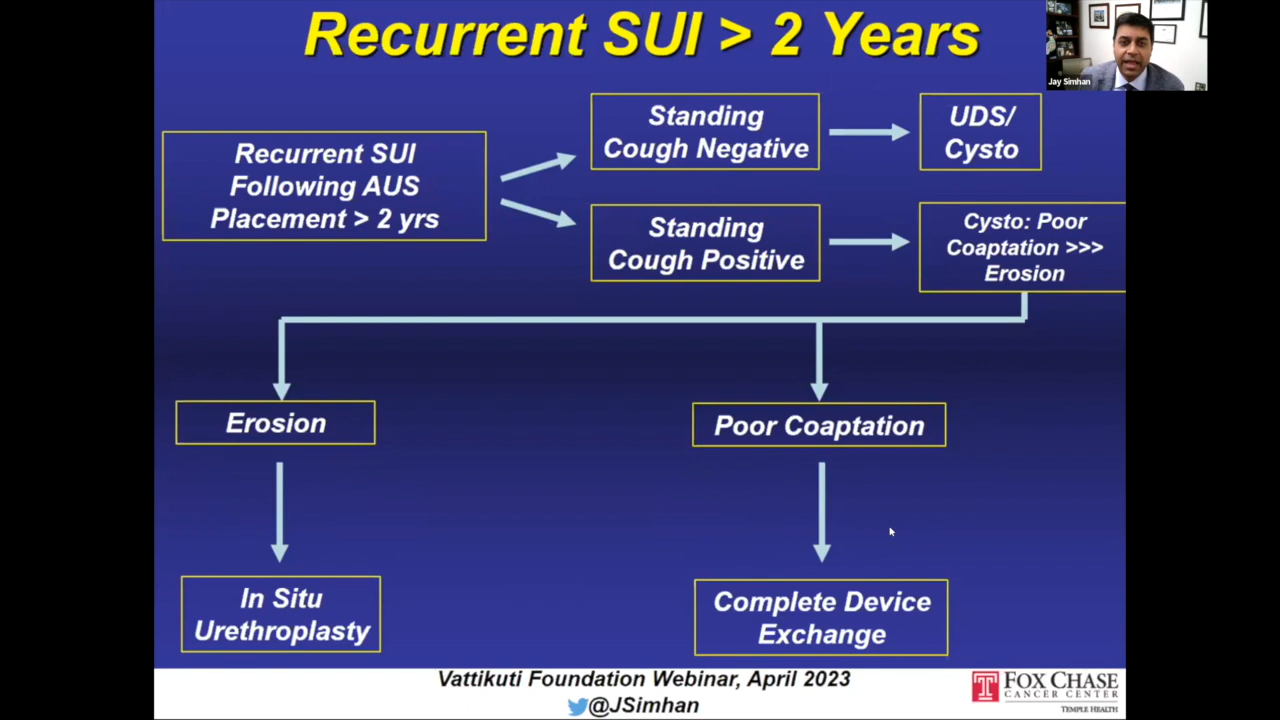 Recurrent SUI > 2 Years
Jay Simhan
Recurrent SUI
Following AUS
Placement > 2 yrs
Standing
Cough Negative
UDS/
Cysto
Standing
Cough Positive
Cysto: Poor
Coaptation >>>
Erosion
Erosion
Poor Coaptation
In Situ
Urethroplasty
Complete Device
Exchange
Vattikuti Foundation Webinar, April 2023
@JSimhan
FOX CHASE
CANCER CENTER
TEMPLE HEALTH